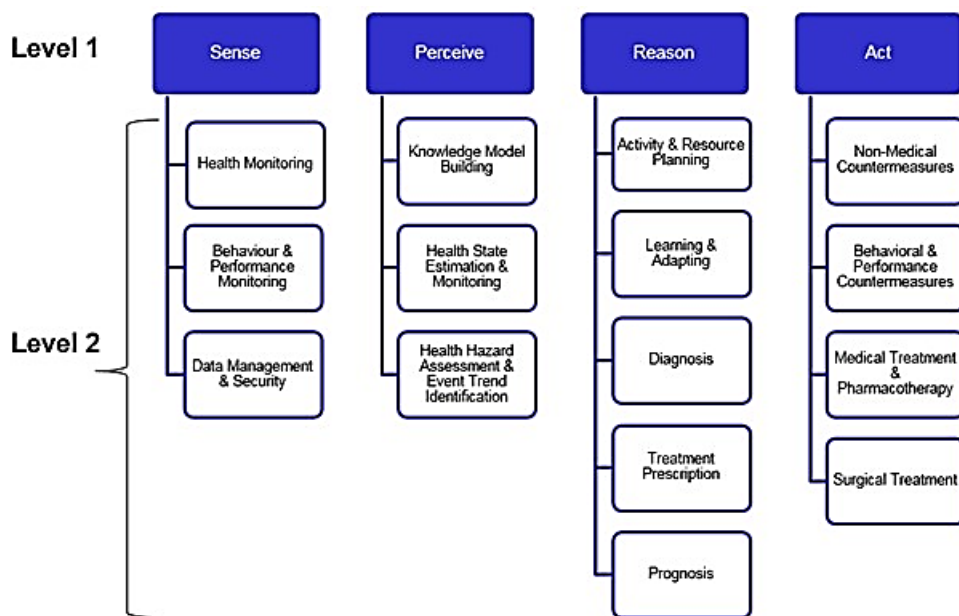 Level 1
Sense
Perceive
Reason
Act
Level 2
Health Monitoring
Behaviour &
Performance
Monitoring
Data Management
& Security
Knowledge Model
Building
Health State
Estimation &
Monitoring
Health Hazard
Assessment &
Event Trend
Identification
Activity & Resource
Planning
Learning &
Adapting
Diagnosis
Treatment
Prescription
Prognosis
Non-Medical
Countermeasures
Behavioral &
Performance
Countermeasures
Medical Treatment
&
Pharmacotherapy
Surgical Treatment